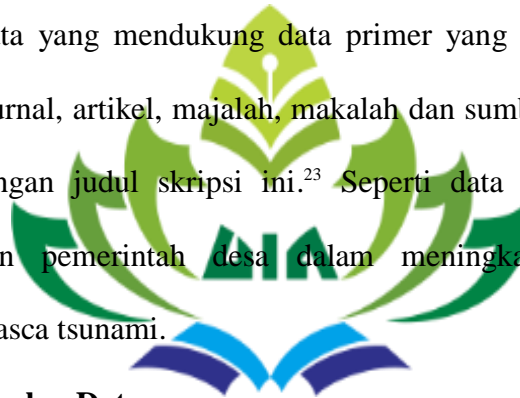 ta yang mendukung data primer yang
urnal, artikel, majalah, makalah dan sumb
ngan judul skripsi ini.²³ Seperti data
n pemerintah desa dalam meningka
asca tsunami.